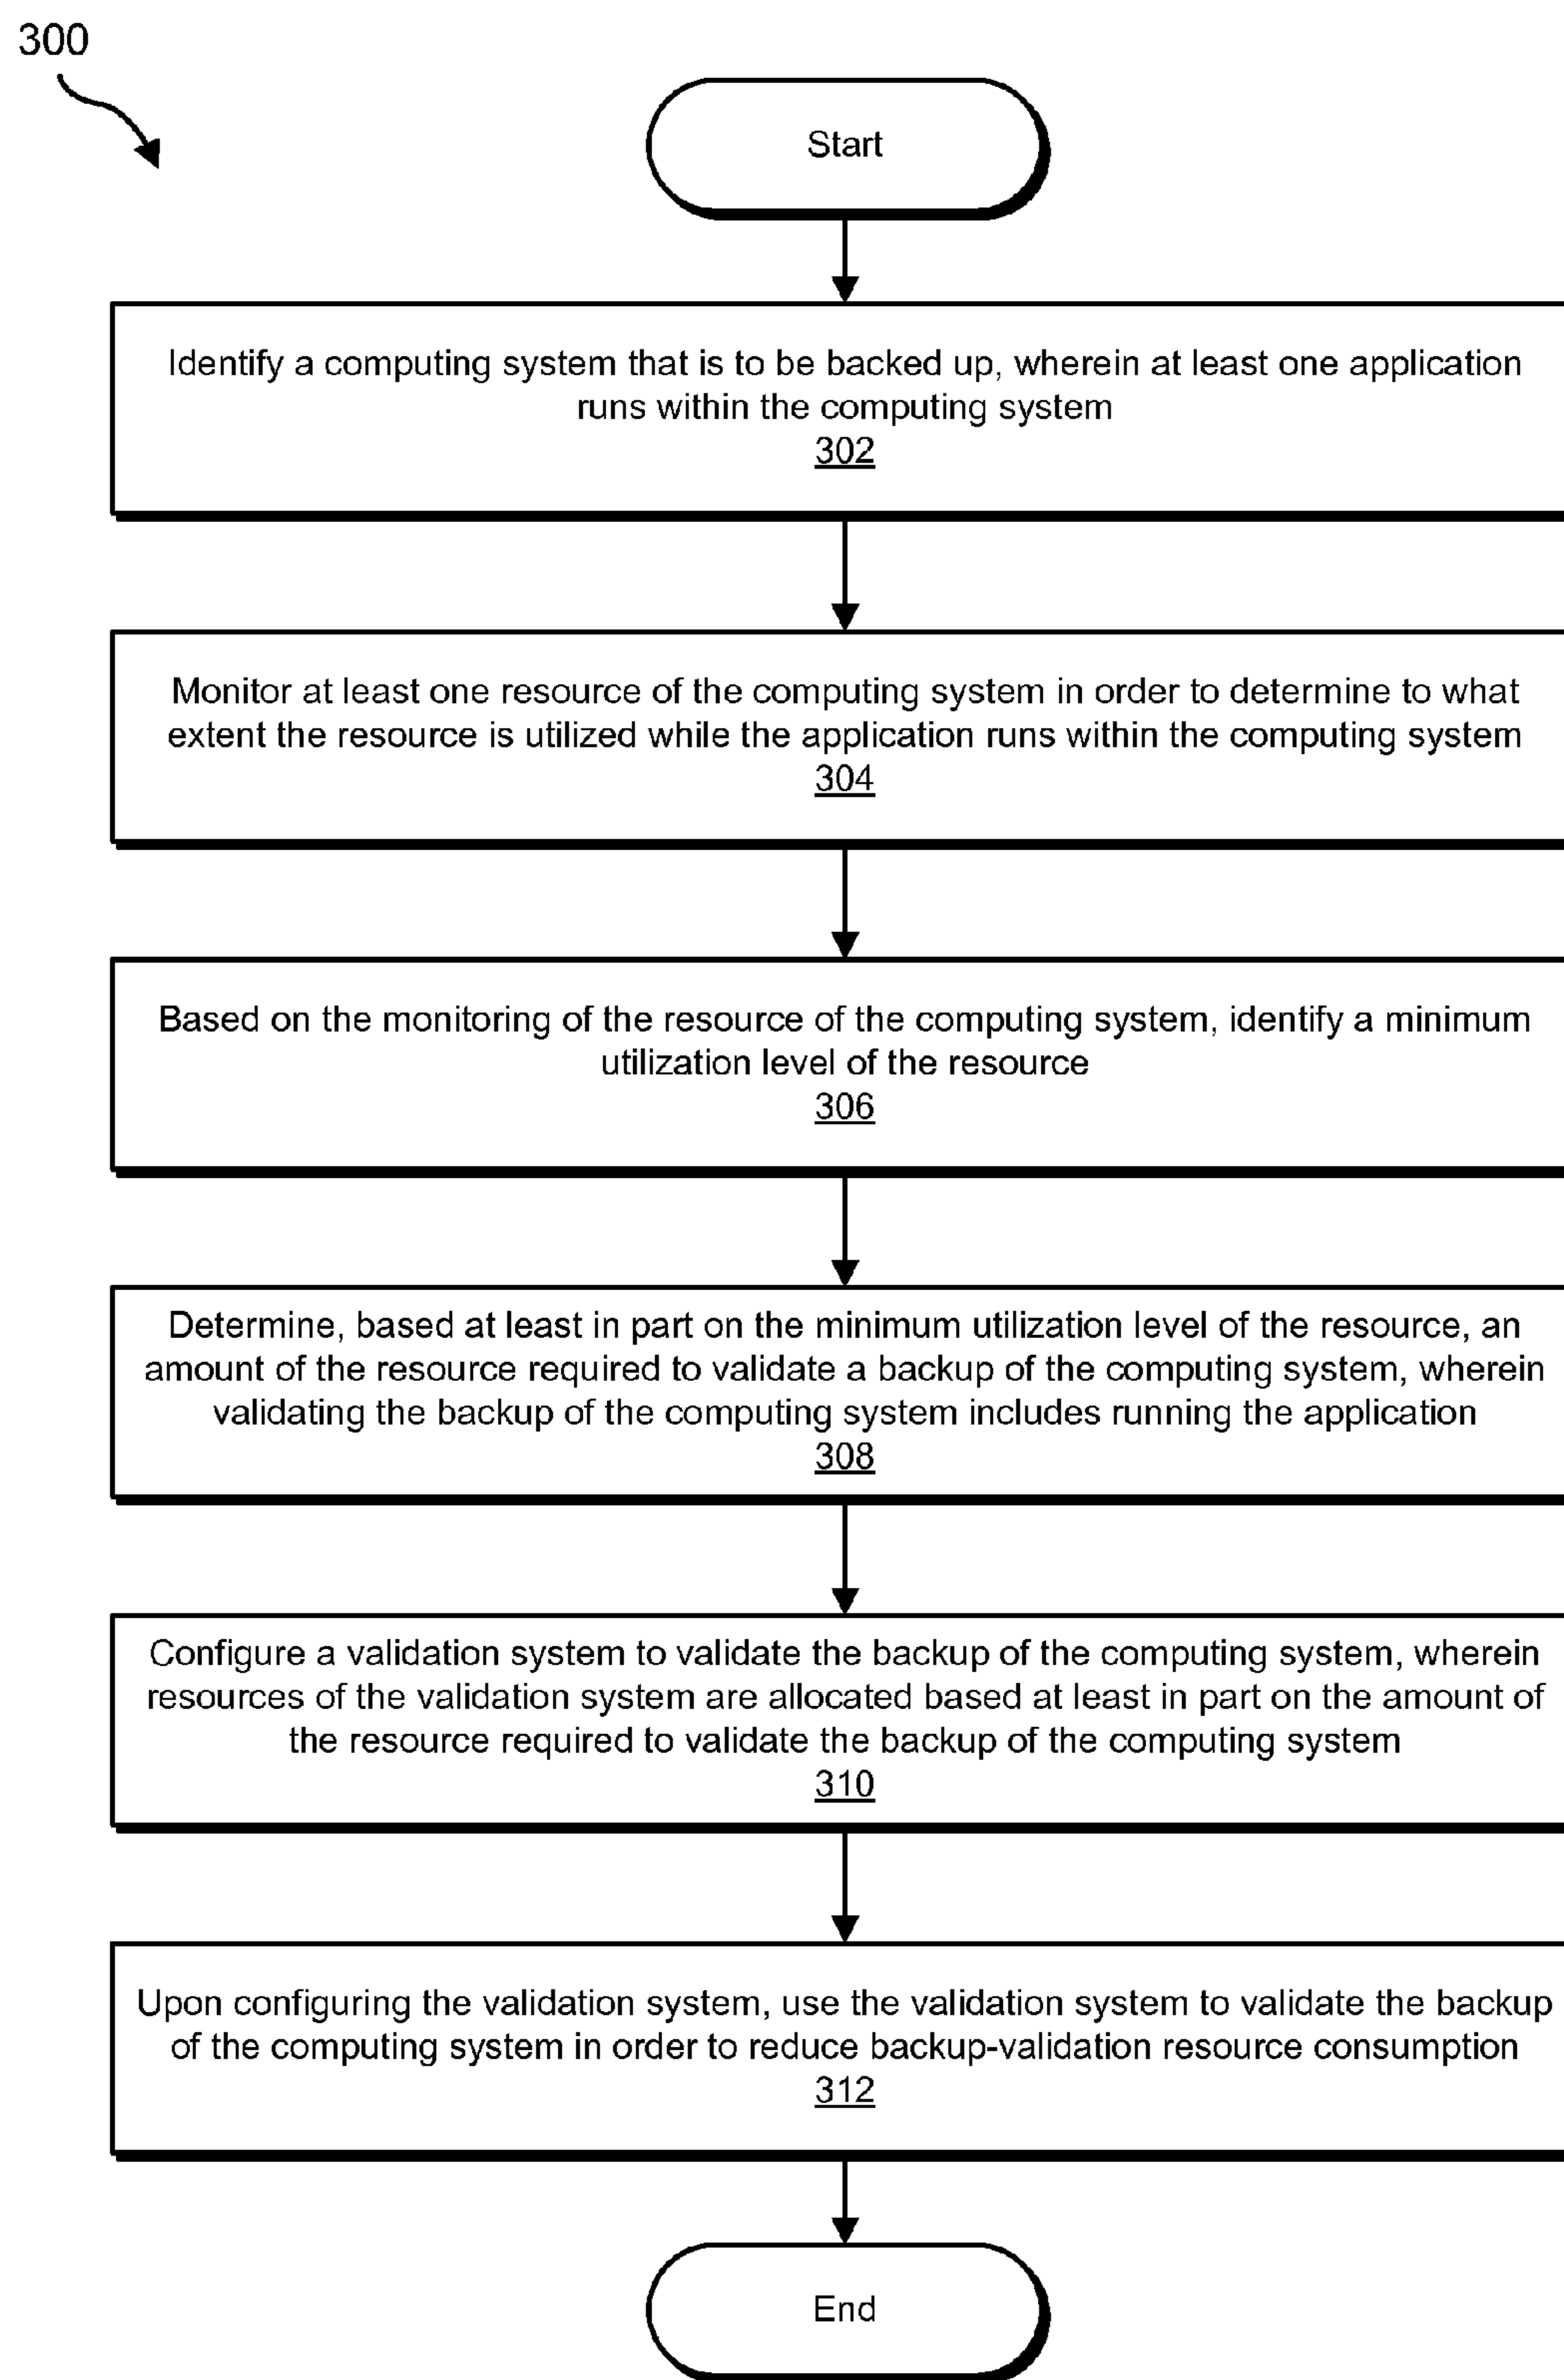 300
Start
Identify a computing system that is to be backed up, wherein at least one application
runs within the computing system
302
Monitor at least one resource of the computing system in order to determine to what
extent the resource is utilized while the application runs within the computing system
304
Based on the monitoring of the resource of the computing system, identify a minimum
utilization level of the resource
306
Determine, based at least in part on the minimum utilization level of the resource, an
amount of the resource required to validate a backup of the computing system, wherein
validating the backup of the computing system includes running the application
308
Configure a validation system to validate the backup of the computing system, wherein
resources of the validation system are allocated based at least in part on the amount of
the resource required to validate the backup of the computing system
310
Upon configuring the validation system, use the validation system to validate the backup
of the computing system in order to reduce backup-validation resource consumption
312
End